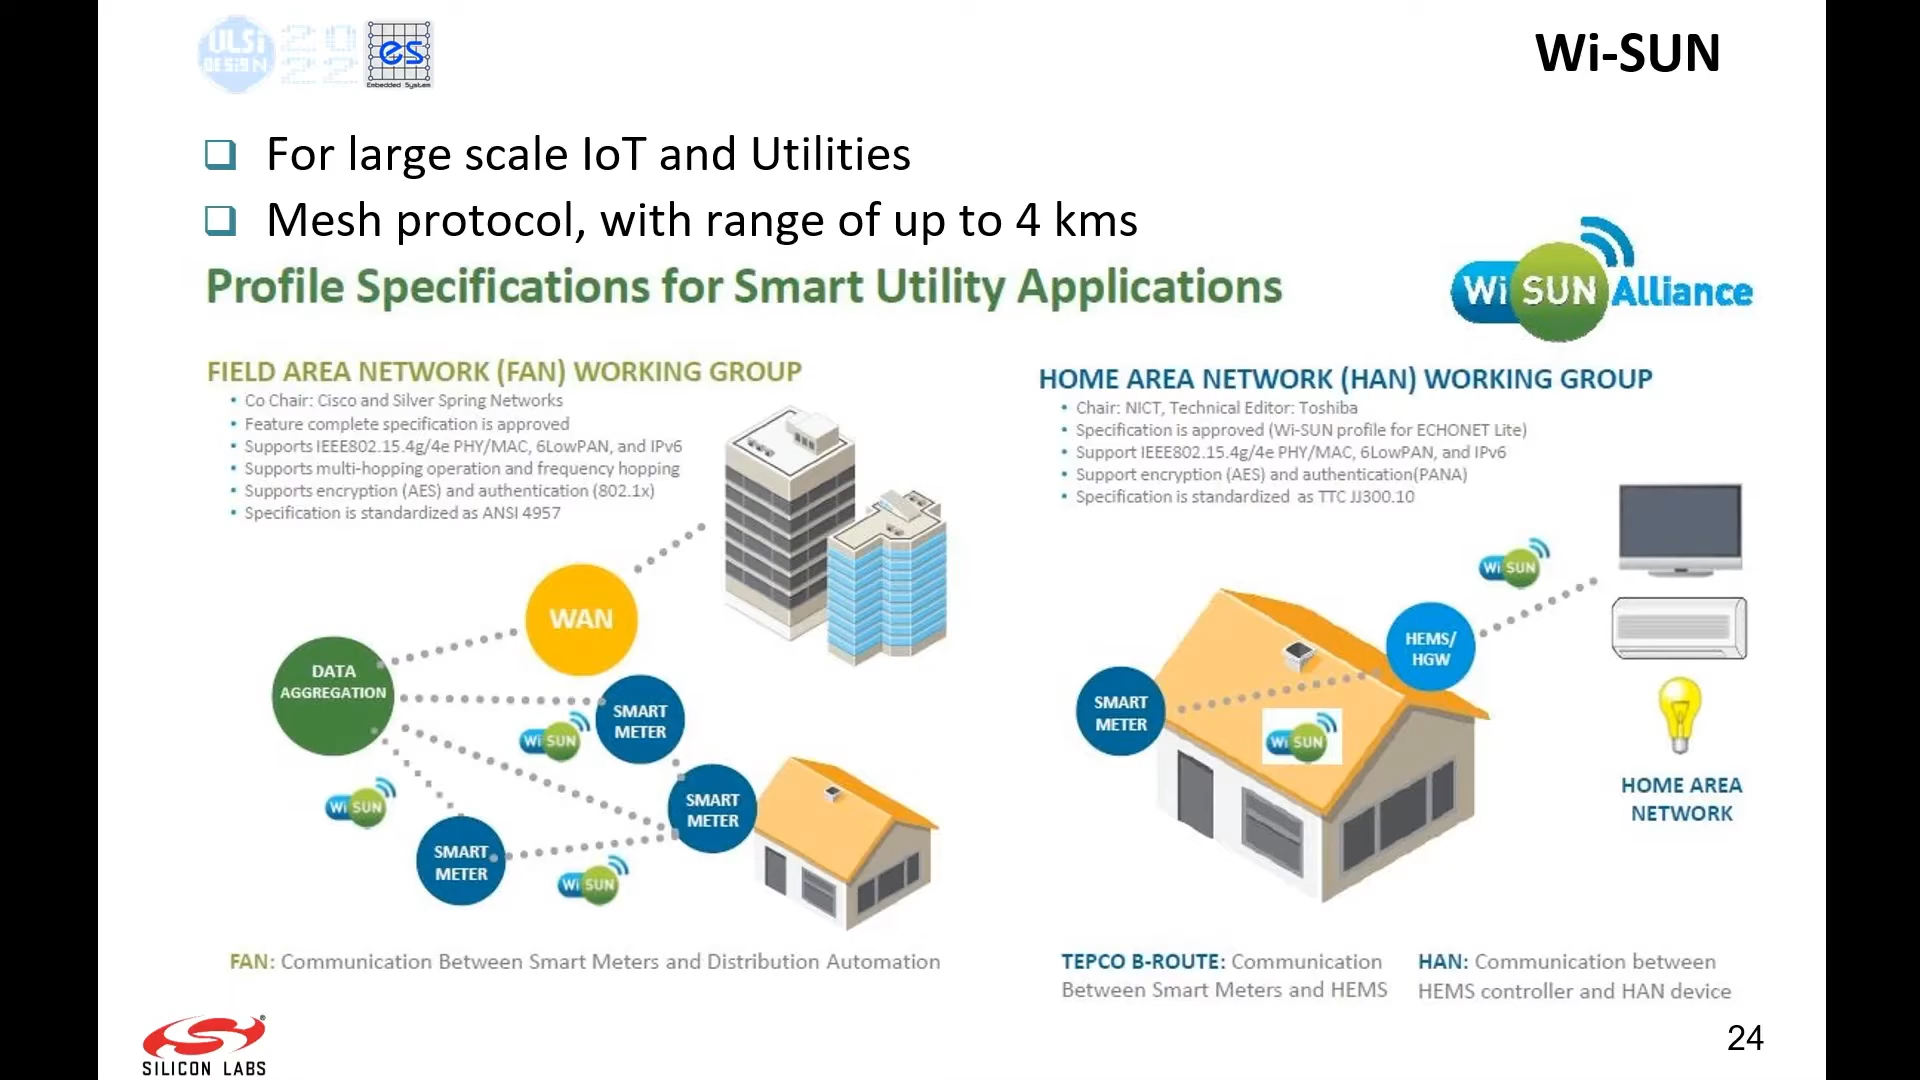 VLSI
DESIGN
20
22
es
Embedded System
Wi-SUN
For large scale IoT and Utilities
Mesh protocol, with range of up to 4 kms
Profile Specifications for Smart Utility Applications
Wi SUN Alliance
FIELD AREA NETWORK (FAN) WORKING GROUP
• Co Chair: Cisco and Silver Spring Networks
• Feature complete specification is approved
• Supports IEEE802.15.4g/4e PHY/MAC, 6LowPAN, and IPv6
• Supports multi-hopping operation and frequency hopping
• Supports encryption (AES) and authentication (802.1x)
• Specification is standardized as ANSI 4957
WAN
DATA
AGGREGATION
SMART
METER
Wi SUN
SMART
METER
Wi SUN
SMART
METER
Wi SUN
FAN: Communication Between Smart Meters and Distribution Automation
HOME AREA NETWORK (HAN) WORKING GROUP
• Chair: NICT, Technical Editor: Toshiba
• Specification is approved (Wi-SUN profile for ECHONET Lite)
• Support IEEE802.15.4g/4e PHY/MAC, 6LowPAN, and IPv6
• Support encryption (AES) and authentication(PANA)
• Specification is standardized as TTC JJ300.10
Wi SUN
HEMS/
HGW
SMART
METER
Wi SUN
HOME AREA
NETWORK
TEPCO B-ROUTE: Communication
Between Smart Meters and HEMS
HAN: Communication between
HEMS controller and HAN device
SILICON LABS
24